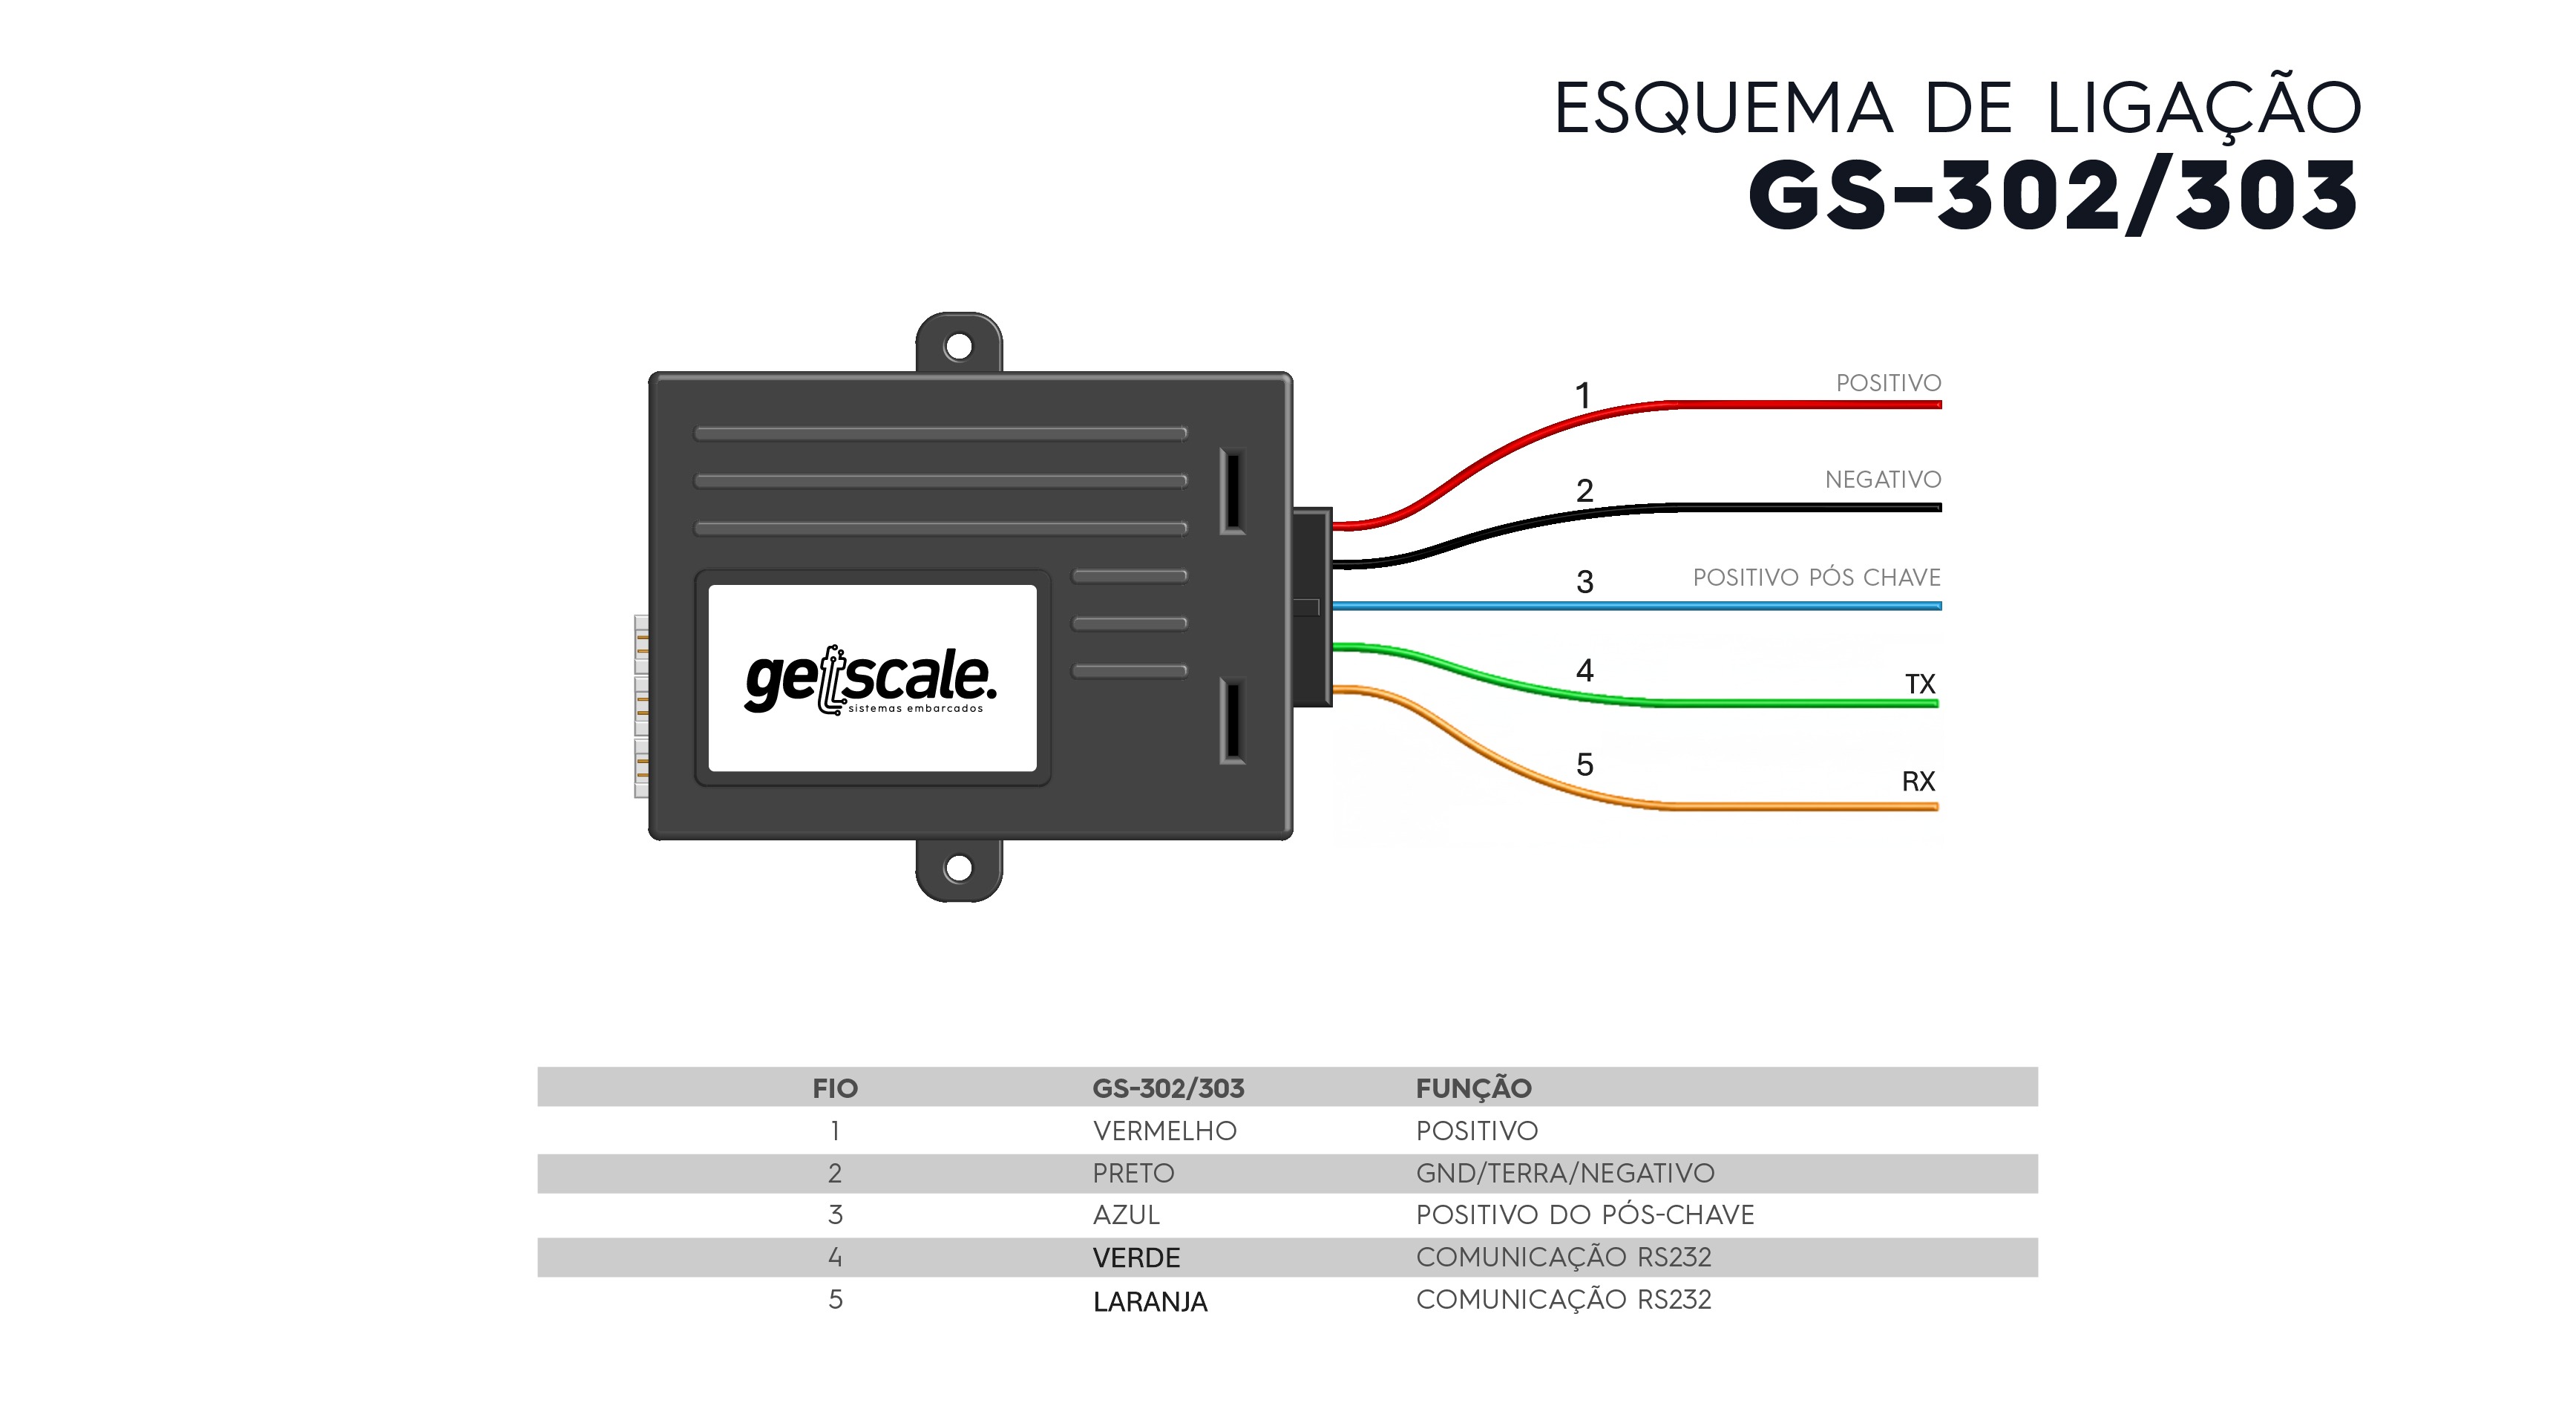 ESQUEMA DE LIGAÇÃO
GS-302/303
1 POSITIVO
2 NEGATIVO
3 POSITIVO PÓS CHAVE
4 TX
5 RX
getscale.
sistemas embarcados
FIO GS-302/303 FUNÇÃO
1 VERMELHO POSITIVO
2 PRETO GND/TERRA/NEGATIVO
3 AZUL POSITIVO DO PÓS-CHAVE
4 VERDE COMUNICAÇÃO RS232
5 LARANJA COMUNICAÇÃO RS232